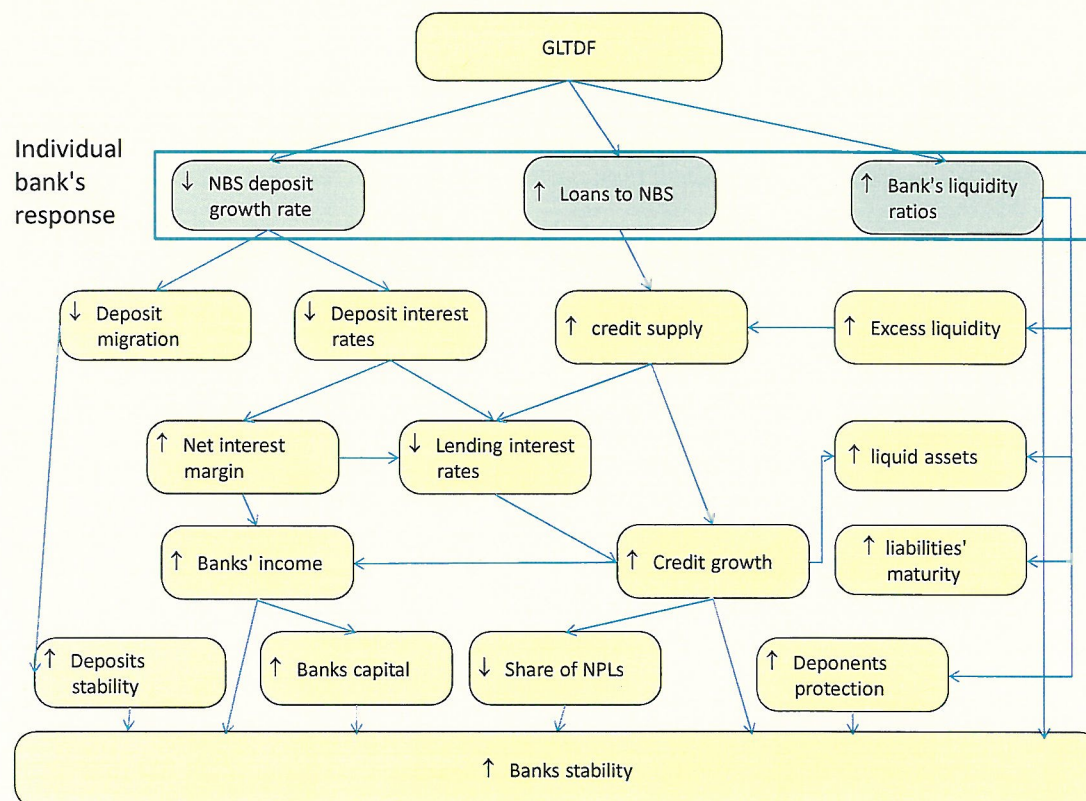 GLTDF
Individual
bank's
response
↓ NBS deposit
growth rate
↑ Loans to NBS
↑ Bank's liquidity
ratios
↓ Deposit
migration
↓ Deposit interest
rates
↑ credit supply
↑ Excess liquidity
↑ Net interest
margin
↓ Lending interest
rates
↑ liquid assets
↑ Banks' income
↑ Credit growth
↑ liabilities'
maturity
↑ Deposits
stability
↑ Banks capital
↓ Share of NPLs
↑ Deponents
protection
↑ Banks stability